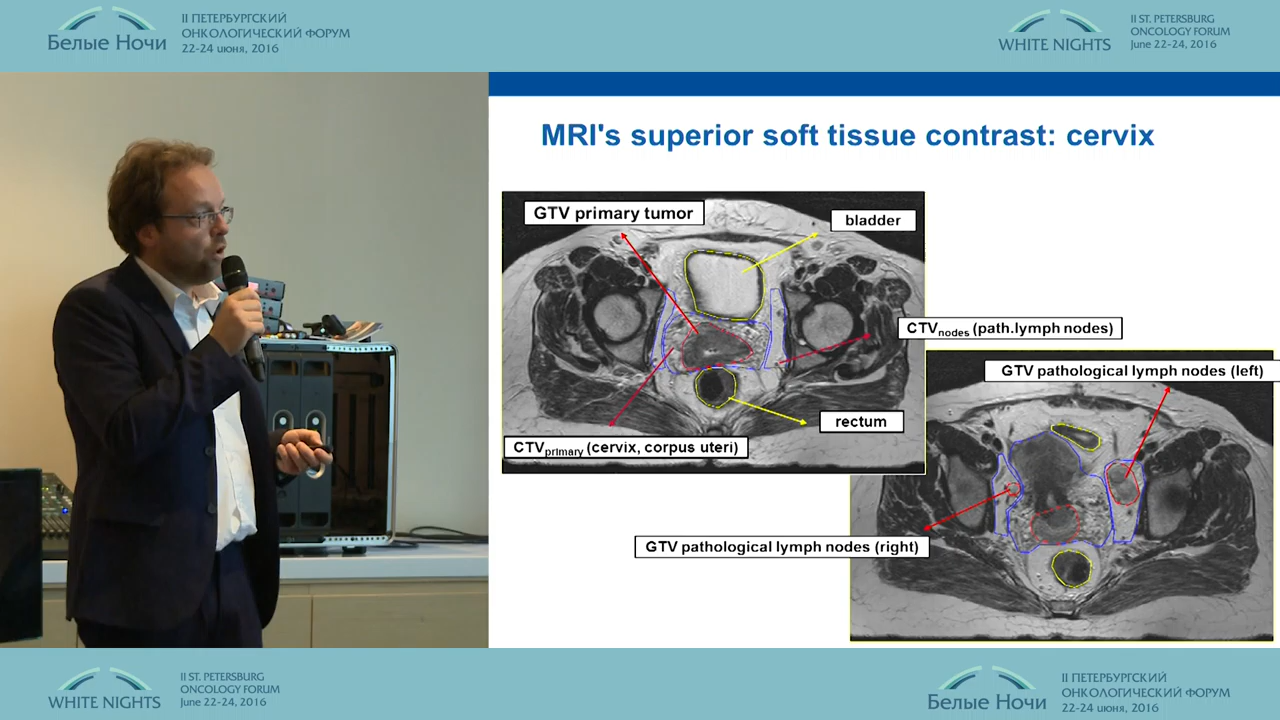 Белые Ночи
II ПЕТЕРБУРГСКИЙ
ОНКОЛОГИЧЕСКИЙ ФОРУМ
22-24 июня, 2016
WHITE NIGHTS
II ST. PETERSBURG
ONCOLOGY FORUM
June 22-24, 2016
MRI's superior soft tissue contrast: cervix
GTV primary tumor
bladder
CTVnodes (path.lymph nodes)
GTV pathological lymph nodes (left)
rectum
CTVprimary (cervix, corpus uteri)
GTV pathological lymph nodes (right)
WHITE NIGHTS
II ST. PETERSBURG
ONCOLOGY FORUM
June 22-24, 2016
Белые Ночи
II ПЕТЕРБУРГСКИЙ
ОНКОЛОГИЧЕСКИЙ ФОРУМ
22-24 июня, 2016